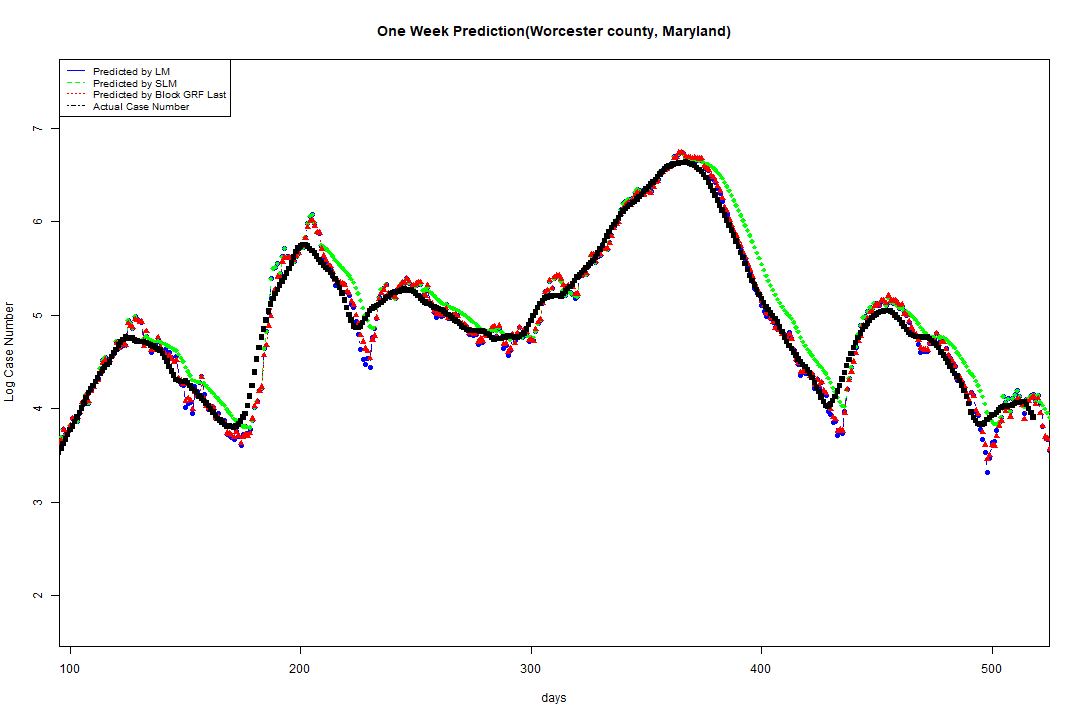 One Week Prediction(Worcester county, Maryland)
Predicted by LM
Predicted by SLM
Predicted by Block GRF Last
Actual Case Number
7
6
5
4
3
2
Log Case Number
100 200 300 400 500
days